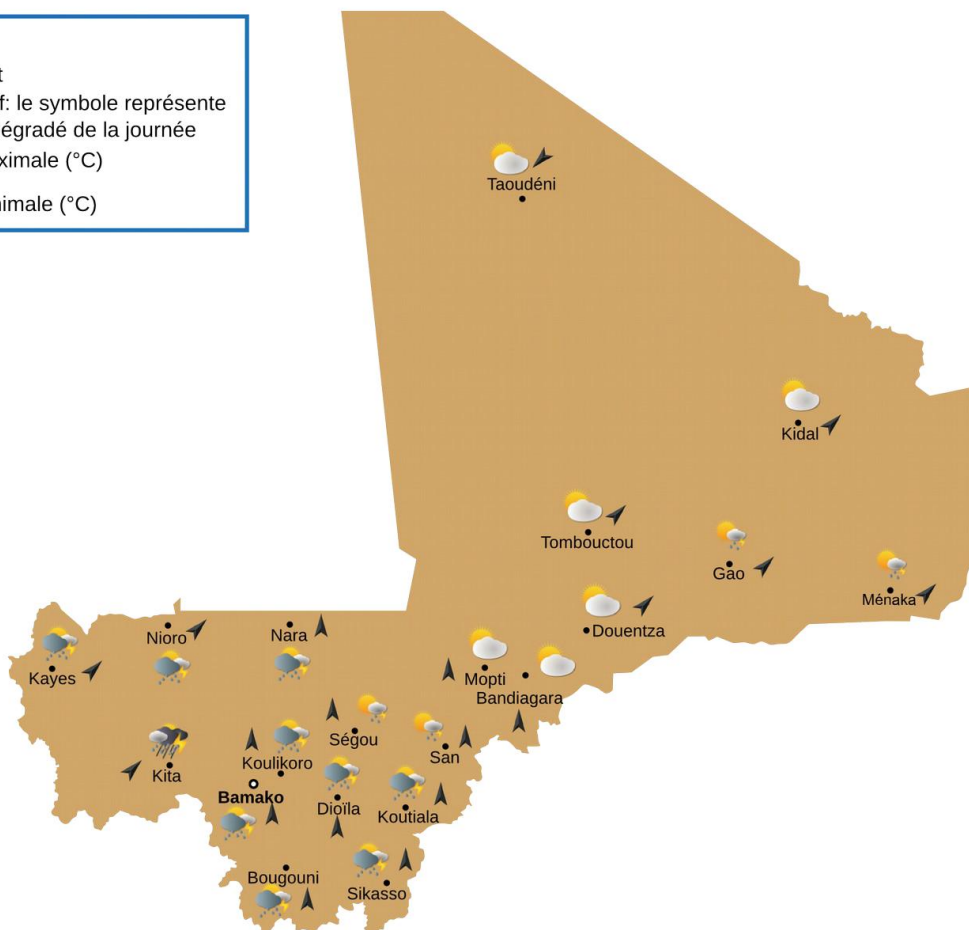 t
f: le symbole représente
égradé de la journée
ximale (°C)
nimale (°C)
Taoudéni
Kidal
Tombouctou
Gao
Ménaka
Douentza
Nioro
Nara
Kayes
Mopti
Bandiagara
Ségou
San
Koulikoro
Kita
Bamako
Dioïla
Koutiala
Bougouni
Sikasso